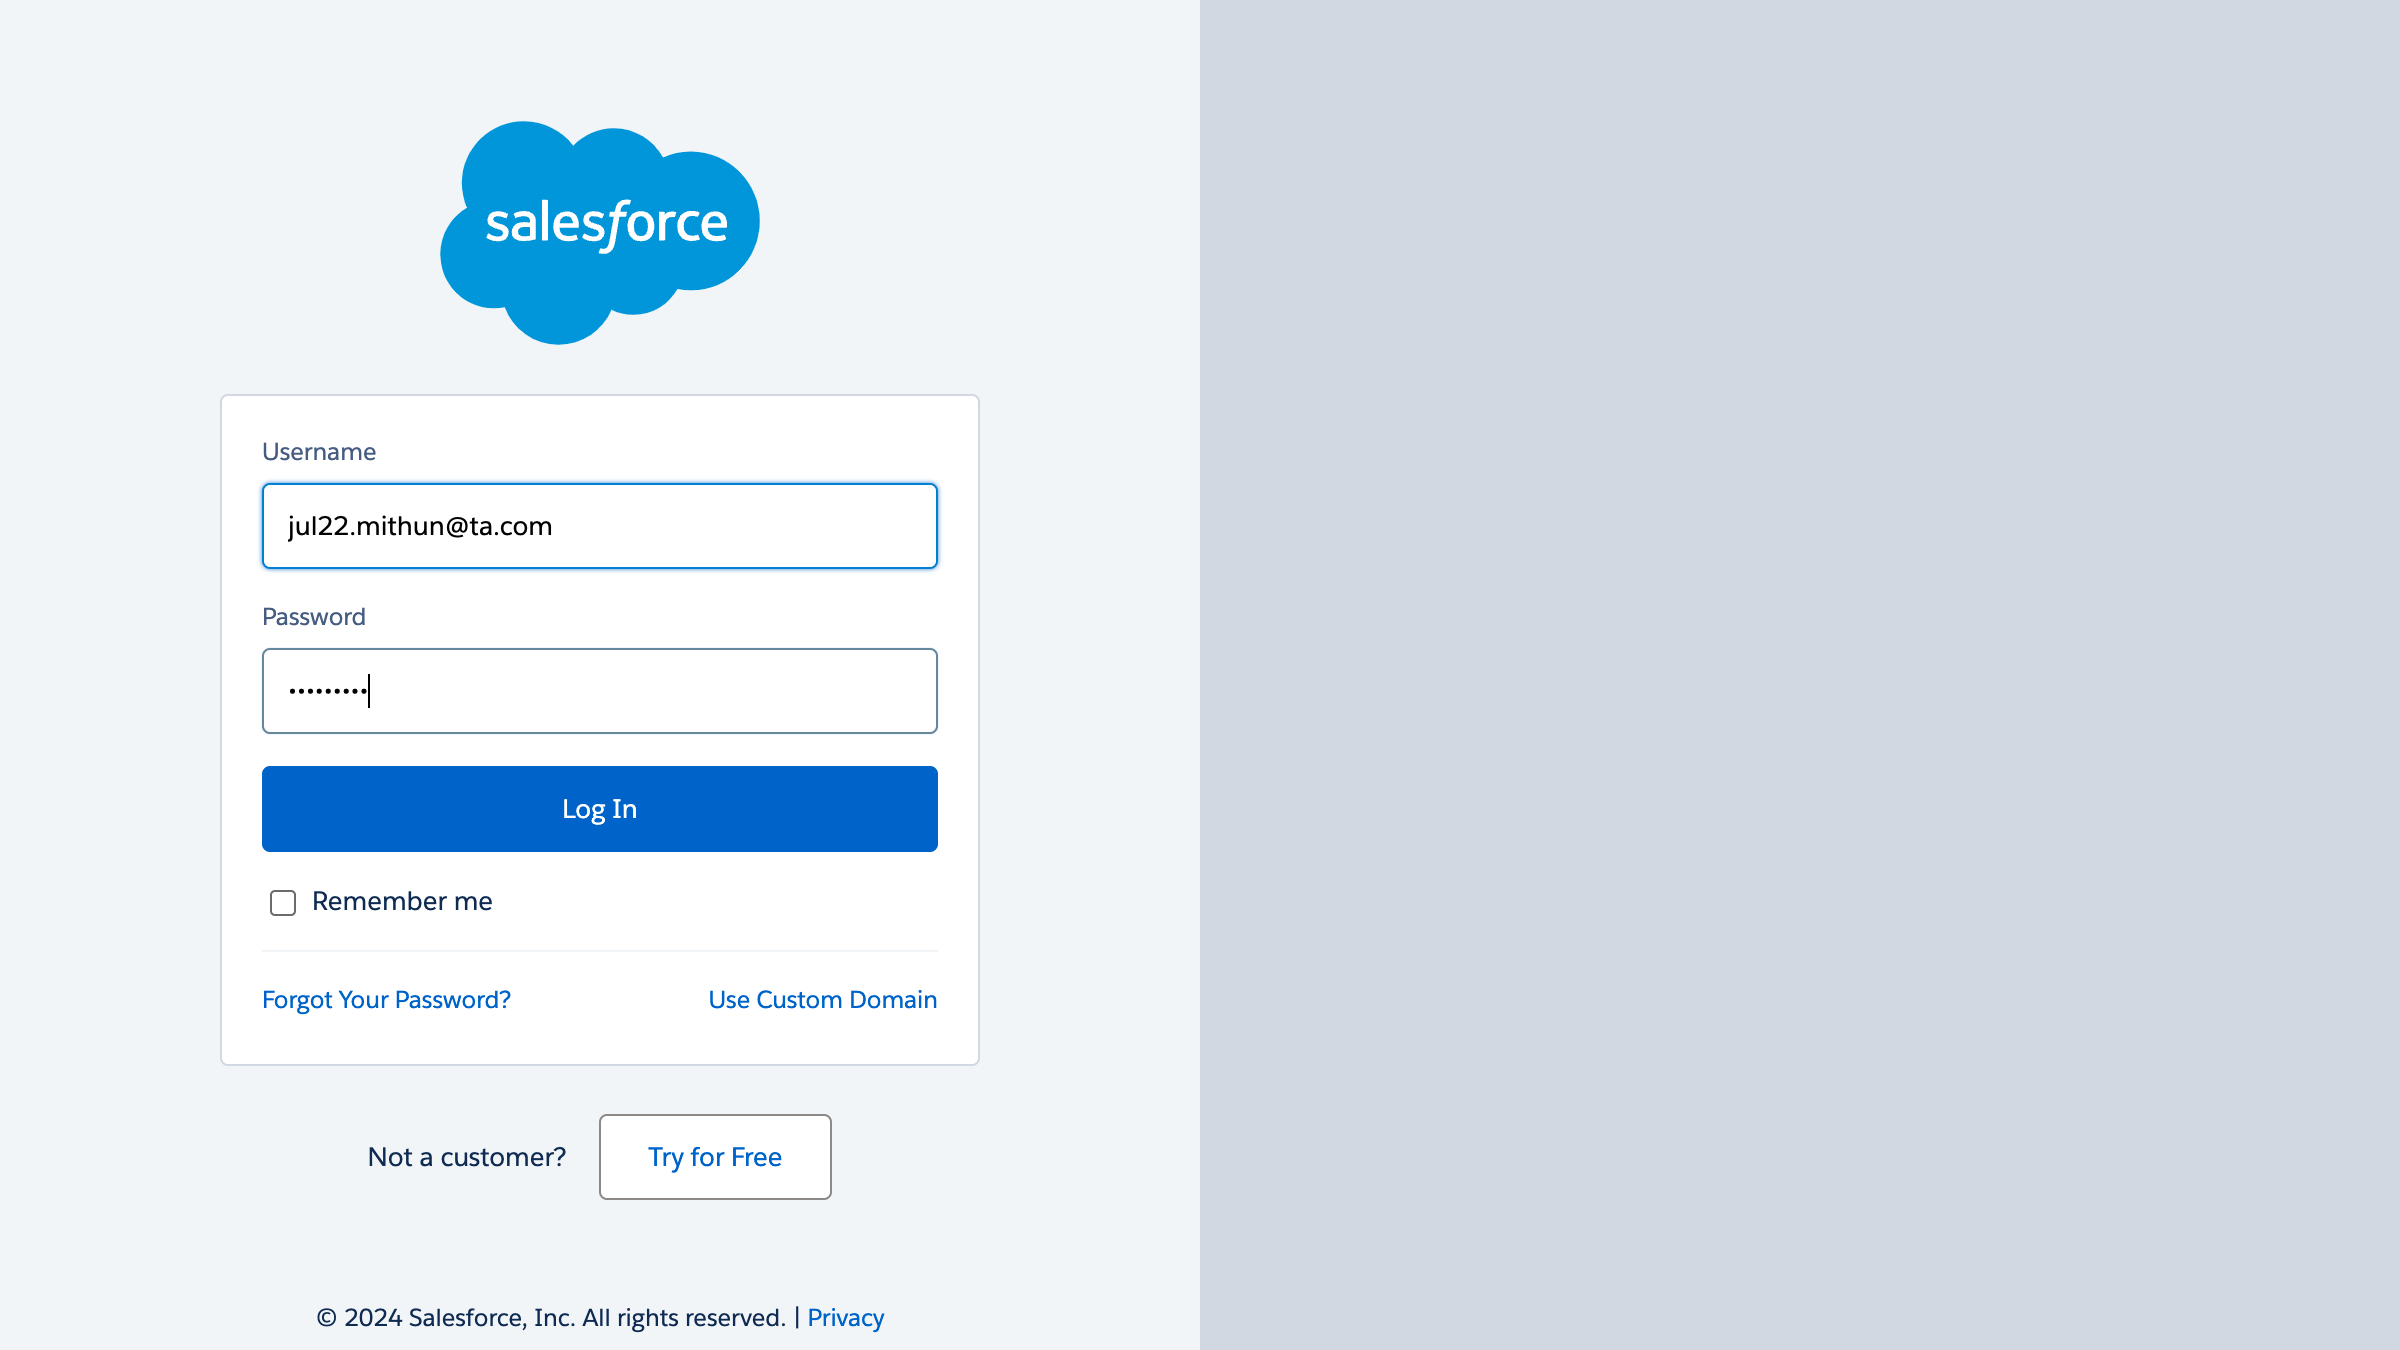 salesforce
Username
jul22.mithun@ta.com
Password
•••••••••
Log In
Remember me
Forgot Your Password? Use Custom Domain
Not a customer? Try for Free
© 2024 Salesforce, Inc. All rights reserved. | Privacy